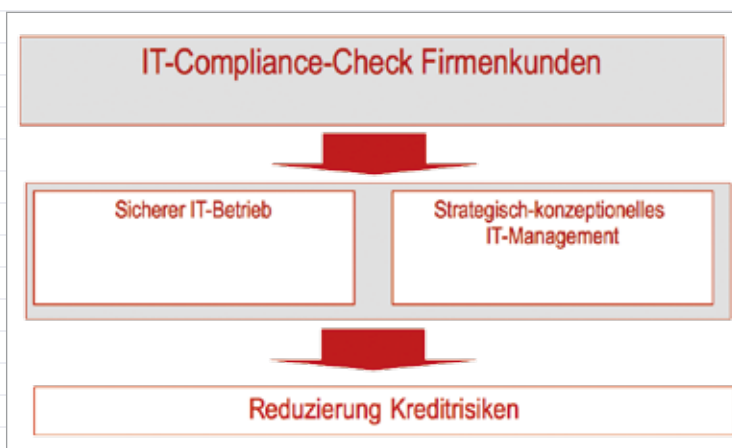 IT-Compliance-Check Firmenkunden
Sicherer IT-Betrieb
Strategisch-konzeptionelles
IT-Management
Reduzierung Kreditrisiken